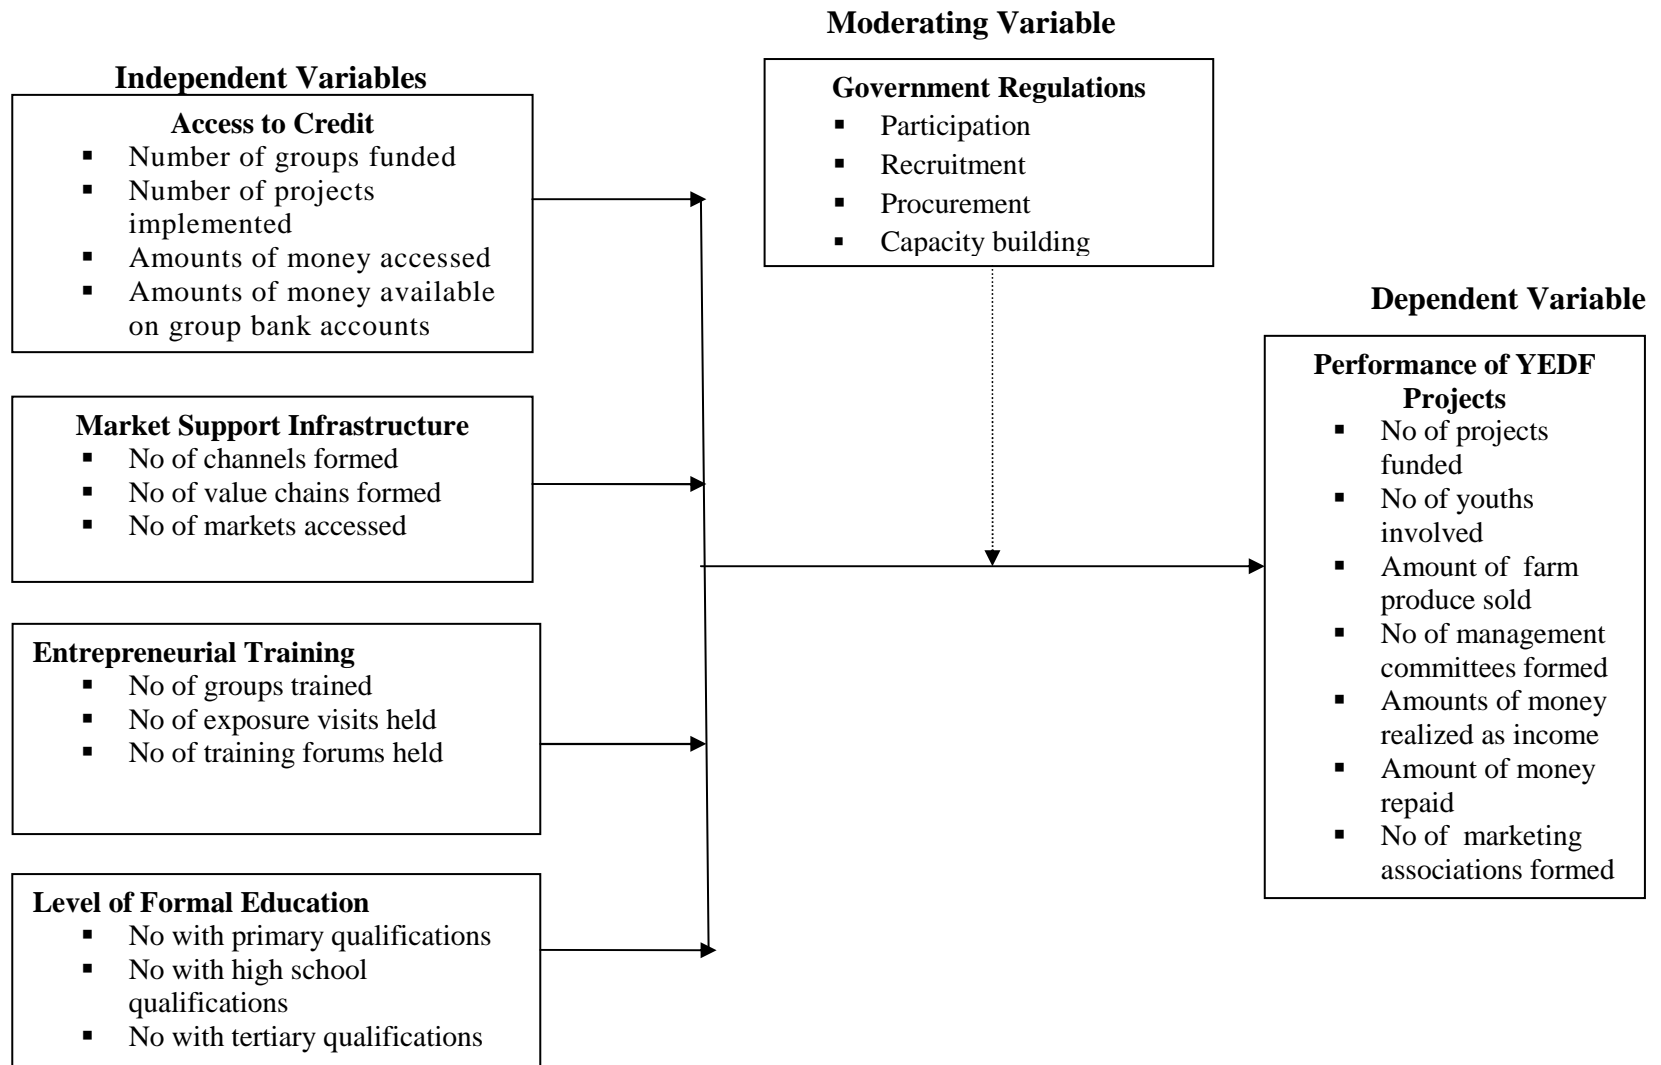 Moderating Variable
Independent Variables
Access to Credit
▪ Number of groups funded
▪ Number of projects
implemented
▪ Amounts of money accessed
▪ Amounts of money available
on group bank accounts
Government Regulations
▪ Participation
▪ Recruitment
▪ Procurement
▪ Capacity building
Market Support Infrastructure
▪ No of channels formed
▪ No of value chains formed
▪ No of markets accessed
Entrepreneurial Training
▪ No of groups trained
▪ No of exposure visits held
▪ No of training forums held
Level of Formal Education
▪ No with primary qualifications
▪ No with high school
qualifications
▪ No with tertiary qualifications
Dependent Variable
Performance of YEDF
Projects
▪ No of projects
funded
▪ No of youths
involved
▪ Amount of farm
produce sold
▪ No of management
committees formed
▪ Amounts of money
realized as income
▪ Amount of money
repaid
▪ No of marketing
associations formed